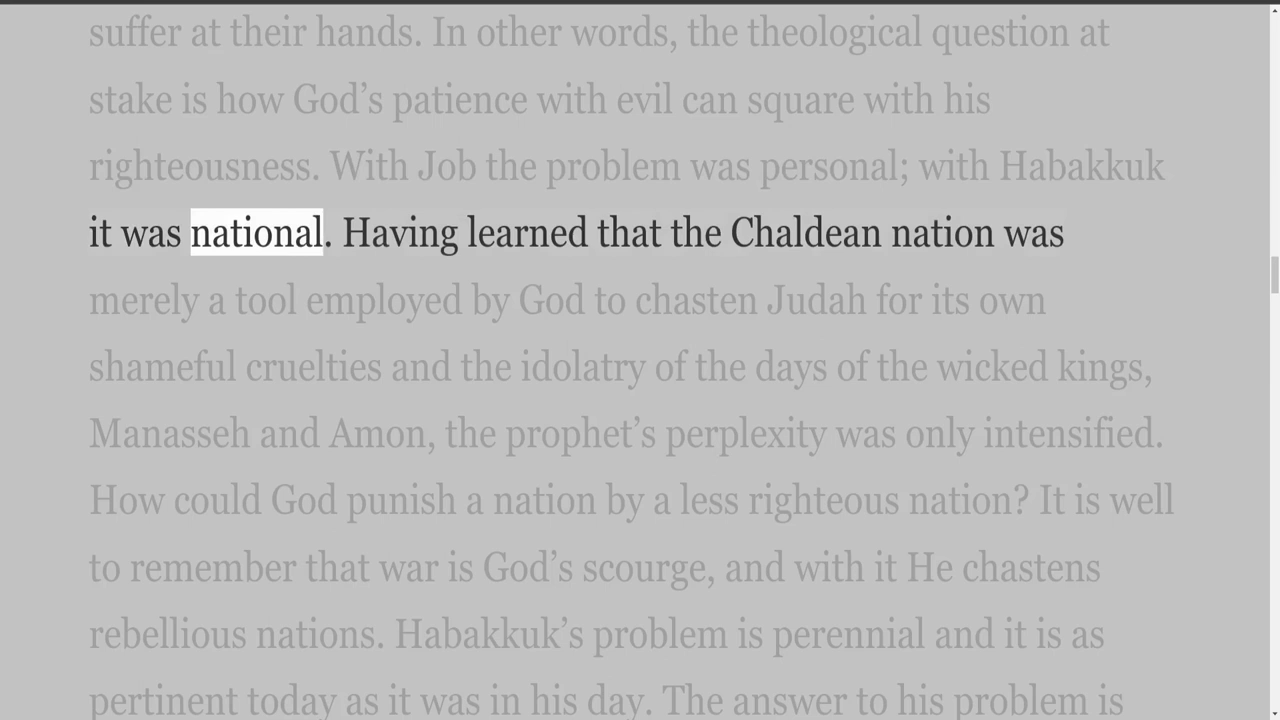 suffer at their hands. In other words, the theological question at
stake is how God’s patience with evil can square with his
righteousness. With Job the problem was personal; with Habakkuk
it was national. Having learned that the Chaldean nation was
merely a tool employed by God to chasten Judah for its own
shameful cruelties and the idolatry of the days of the wicked kings,
Manasseh and Amon, the prophet’s perplexity was only intensified.
How could God punish a nation by a less righteous nation? It is well
to remember that war is God’s scourge, and with it He chastens
rebellious nations. Habakkuk’s problem is perennial and it is as
pertinent today as it was in his day. The answer to his problem is